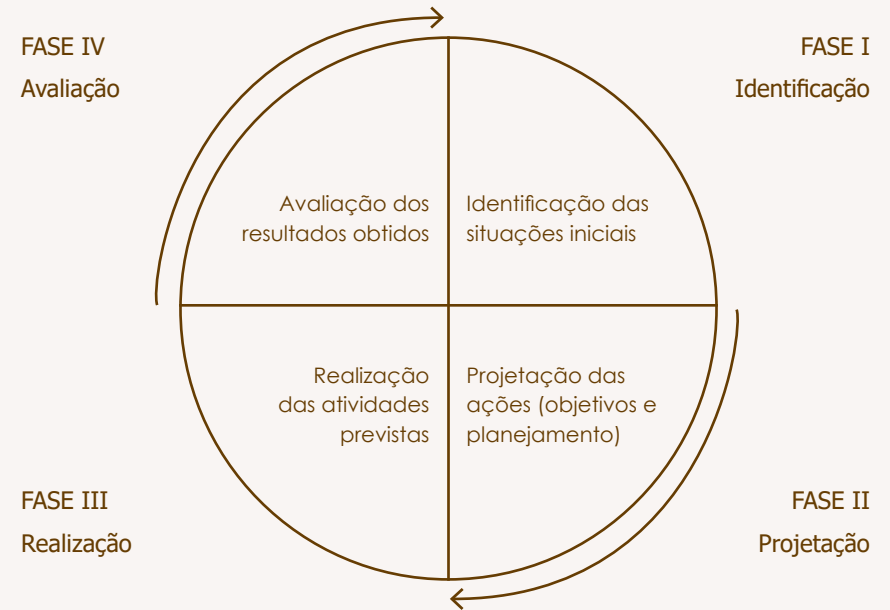 FASE IV
Avaliação
FASE I
Identificação
Avaliação dos
resultados obtidos
Identificação das
situações iniciais
Realização
das atividades
previstas
Projetação das
ações (objetivos e
planejamento)
FASE III
Realização
FASE II
Projetação